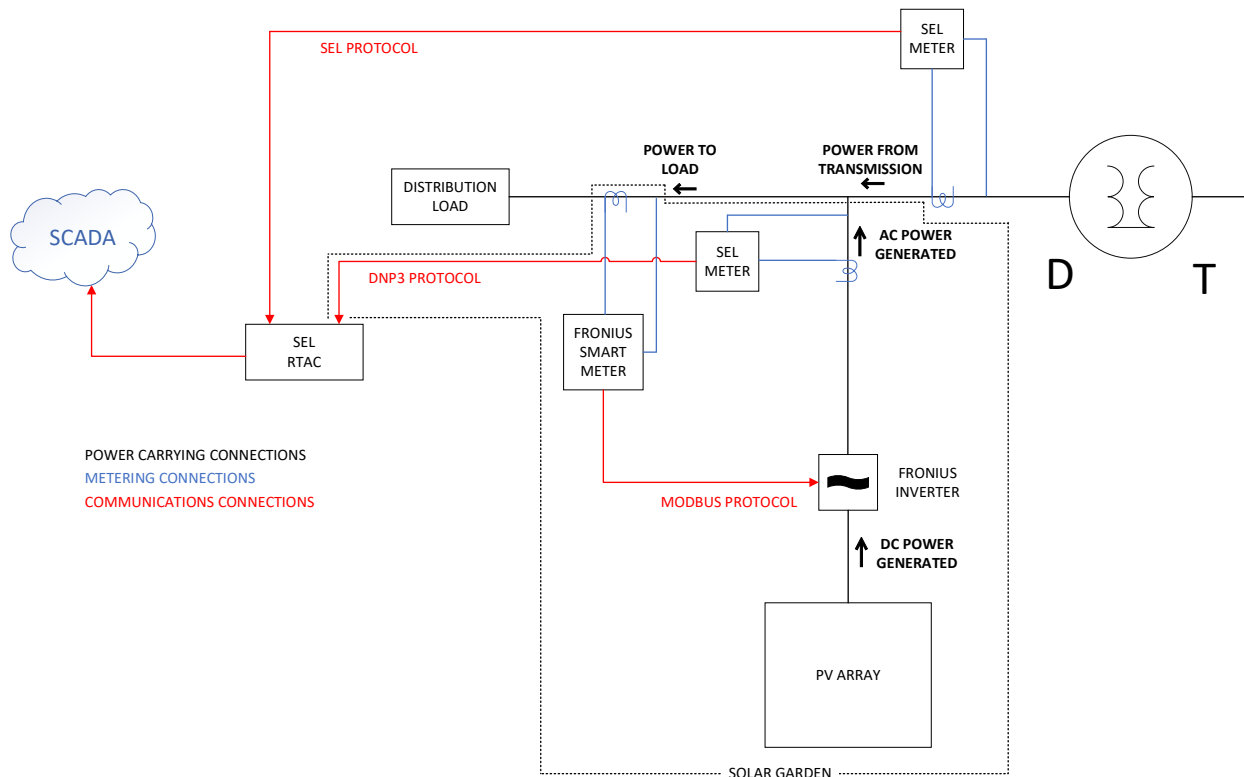 SEL
METER
SEL PROTOCOL
POWER TO
LOAD
POWER FROM
TRANSMISSION
DISTRIBUTION
LOAD
SCADA
AC POWER
GENERATED
SEL
METER
DNP3 PROTOCOL
D
T
SEL
RTAC
FRONIUS
SMART
METER
POWER CARRYING CONNECTIONS
METERING CONNECTIONS
COMMUNICATIONS CONNECTIONS
FRONIUS
INVERTER
MODBUS PROTOCOL
DC POWER
GENERATED
PV ARRAY
SOLAR GARDEN